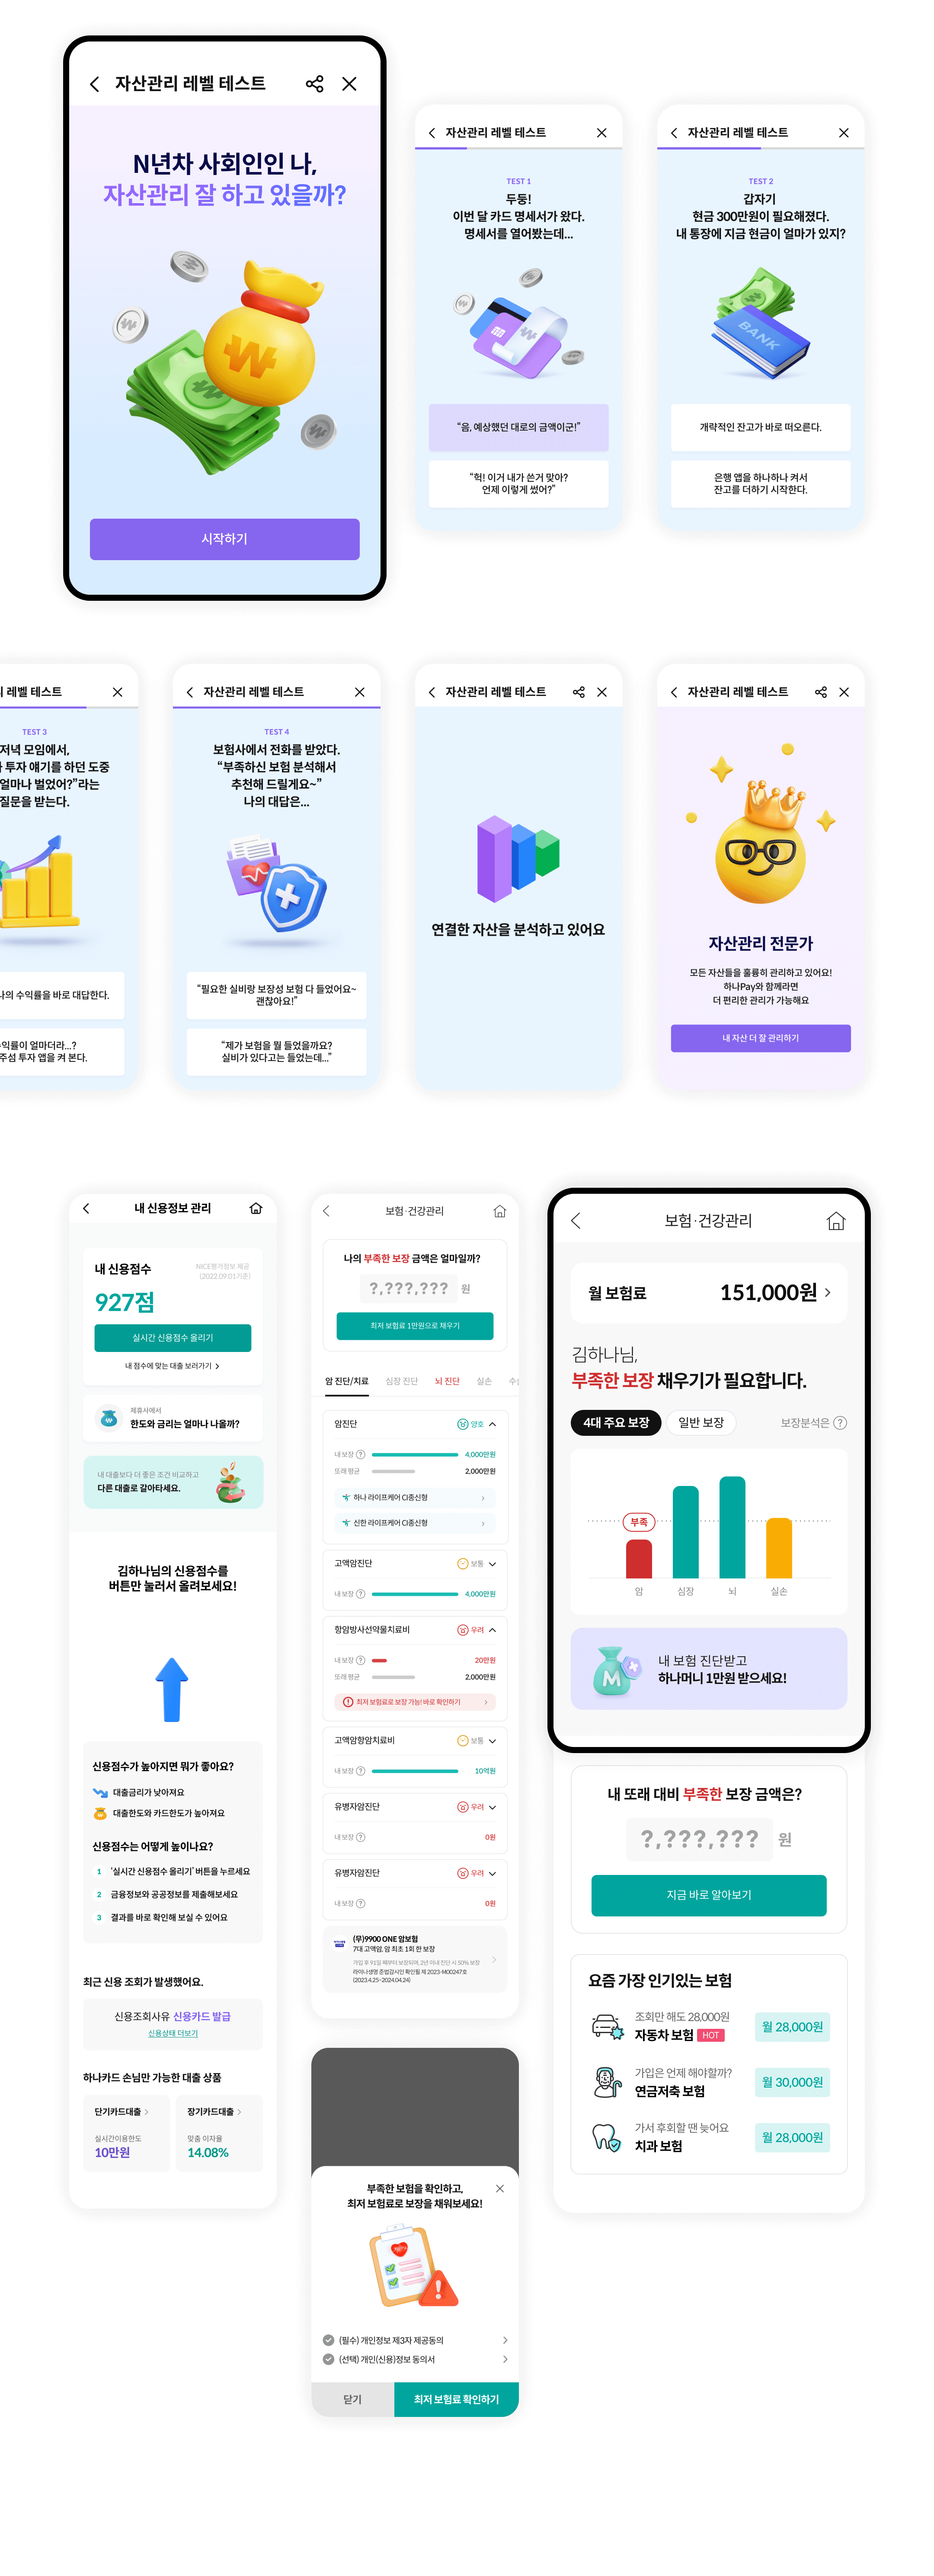 자산관리 레벨 테스트
N년차 사회인인 나,
자산관리 잘 하고 있을까?
시작하기
자산관리 레벨 테스트
TEST 1
두둥!
이번 달 카드 명세서가 왔다.
명세서를 열어봤는데...
“음, 예상했던 대로의 금액이군!”
“헉! 이거 내가 쓴거 맞아?
언제 이렇게 썼어?”
자산관리 레벨 테스트
TEST 2
갑자기
현금 300만원이 필요해졌다.
내 통장에 지금 현금이 얼마가 있지?
BANK
개략적인 잔고가 바로 떠오른다.
은행 앱을 하나하나 켜서
잔고를 더하기 시작한다.
레벨 테스트
TEST 3
저녁 모임에서,
투자 얘기를 하던 도중
얼마나 벌었어?”라는
질문을 받는다.
나의 수익률을 바로 대답한다.
수익률이 얼마더라...?
주섬 투자 앱을 켜 본다.
자산관리 레벨 테스트
TEST 4
보험사에서 전화를 받았다.
“부족하신 보험 분석해서
추천해 드릴게요~”
나의 대답은...
“필요한 실비랑 보장성 보험 다 들었어요~
괜찮아요!”
“제가 보험을 뭘 들었을까요?
실비가 있다고는 들었는데...”
자산관리 레벨 테스트
연결한 자산을 분석하고 있어요
자산관리 레벨 테스트
자산관리 전문가
모든 자산들을 훌륭히 관리하고 있어요!
하나Pay와 함께라면
더 편리한 관리가 가능해요
내 자산 더 잘 관리하기
내 신용정보 관리
내 신용점수
NICE평가정보 제공
(2022.09.01기준)
927점
실시간 신용점수 올리기
내 점수에 맞는 대출 보러가기
제휴사에서
한도와 금리는 얼마나 나올까?
내 대출보다 더 좋은 조건 비교하고
다른 대출로 갈아타세요.
김하나님의 신용점수를
버튼만 눌러서 올려보세요!
신용점수가 높아지면 뭐가 좋아요?
대출금리가 낮아져요
대출한도와 카드한도가 높아져요
신용점수는 어떻게 높이나요?
1 ‘실시간 신용점수 올리기’ 버튼을 누르세요
2 금융정보와 공공정보를 제출해보세요
3 결과를 바로 확인해 보실 수 있어요
최근 신용 조회가 발생했어요.
신용조회사유 신용카드 발급
신용상태 더보기
하나카드 손님만 가능한 대출 상품
단기카드대출
실시간이용한도
10만원
장기카드대출
맞춤 이자율
14.08%
보험·건강관리
나의 부족한 보장 금액은 얼마일까?
?,???,??? 원
최저 보험료 1만원으로 채우기
암 진단/치료 심장 진단 뇌 진단 실손
암진단 양호
내 보장 ? 4,000만원
또래 평균 2,000만원
하나 라이프케어 CI종신형
신한 라이프케어 CI종신형
고액암진단 보통
내 보장 ? 4,000만원
항암방사선약물치료비 우려
내 보장 ? 20만원
또래 평균 2,000만원
최저 보험료로 보장 가능! 바로 확인하기
고액암항암치료비 보통
내 보장 ? 10억원
유병자암진단 우려
내 보장 ? 0원
유병자암진단 우려
내 보장 ? 0원
(무)9900 ONE 암보험
7대 고액암, 암 최초 1회 한 보장
가입 후 91일 째부터 보장되며, 2년 이내 진단 시 50% 보장
라이나생명 준법감시인 확인필 제 2023-M00247호
(2023.4.25~2024.04.24)
부족한 보험을 확인하고,
최저 보험료로 보장을 채워보세요!
(필수) 개인정보 제3자 제공동의
(선택) 개인(신용)정보 동의서
닫기 최저 보험료 확인하기
보험·건강관리
월 보험료 151,000원
김하나님,
부족한 보장 채우기가 필요합니다.
4대 주요 보장 일반 보장 보장분석은 ?
부족
암 심장 뇌 실손
M
내 보험 진단받고
하나머니 1만원 받으세요!
내 또래 대비 부족한 보장 금액은?
?,???,??? 원
지금 바로 알아보기
요즘 가장 인기있는 보험
조회만 해도 28,000원
자동차 보험 HOT
월 28,000원
가입은 언제 해야할까?
연금저축 보험
월 30,000원
가서 후회할 땐 늦어요
치과 보험
월 28,000원